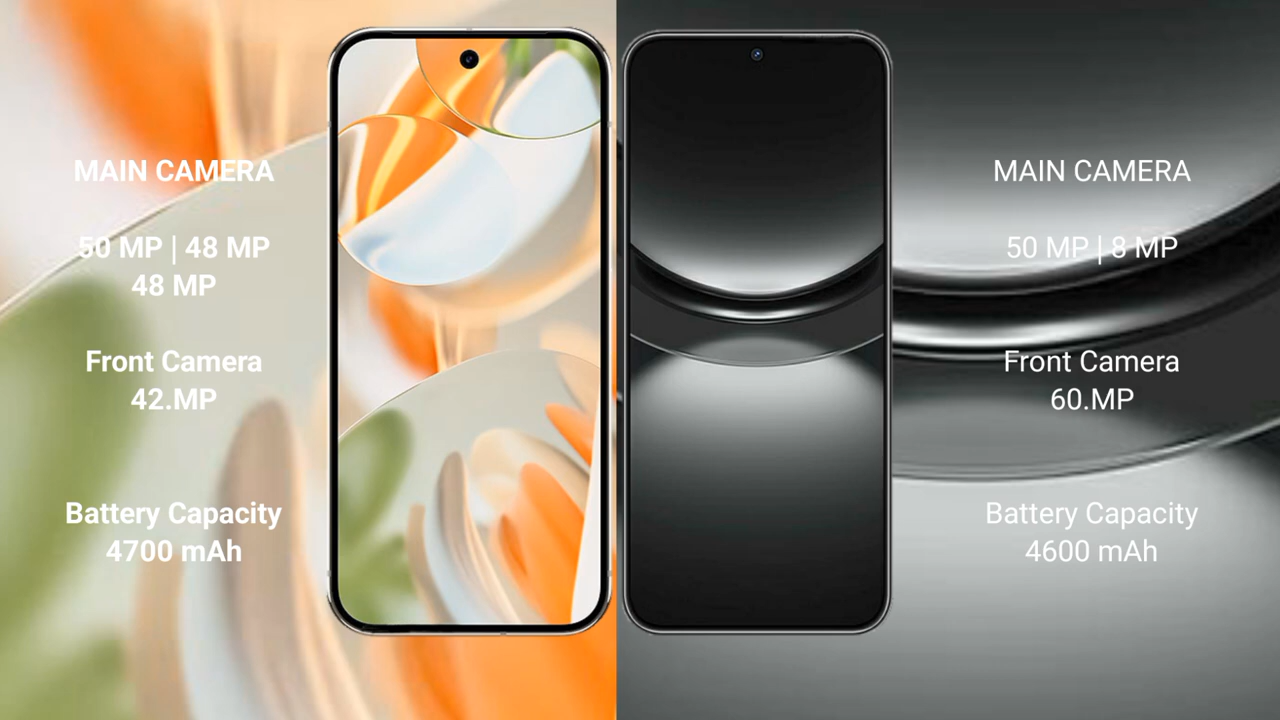 MAIN CAMERA
50 MP | 48 MP
48 MP
Front Camera
42.MP
Battery Capacity
4700 mAh
MAIN CAMERA
50 MP | 8 MP
Front Camera
60.MP
Battery Capacity
4600 mAh